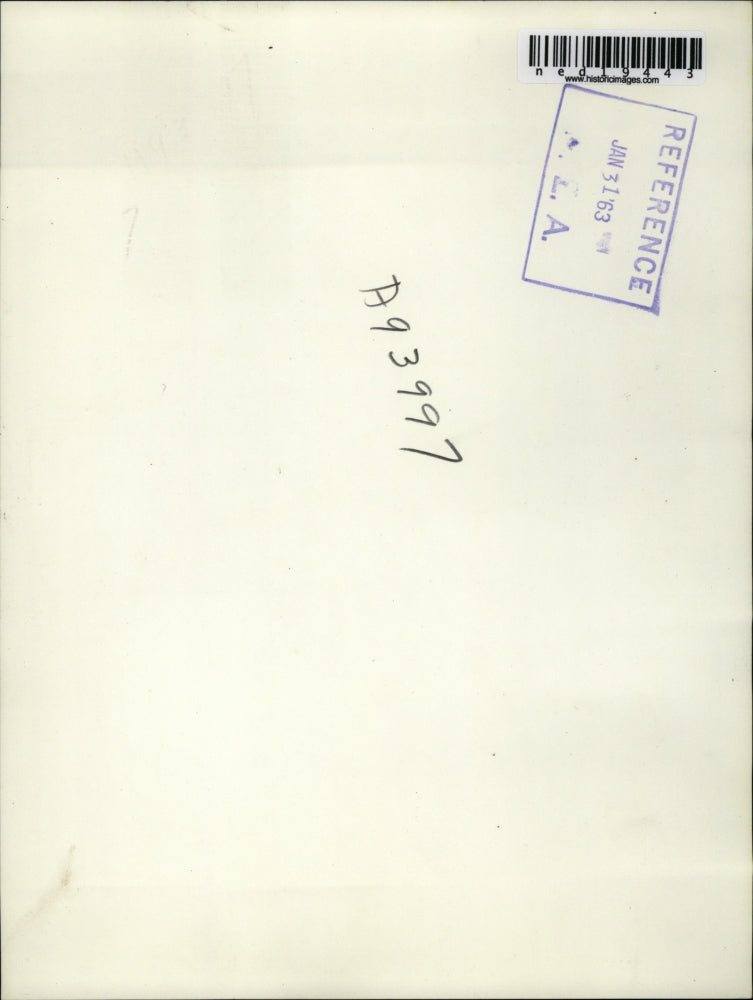 ned19443
www.historicimages.com
REFERENCE
JAN 31 '63
A.
A93997